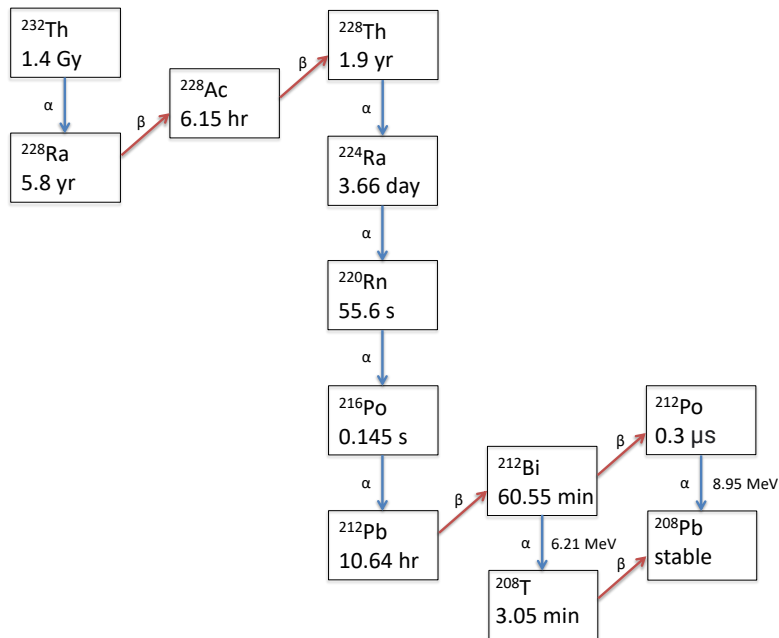 ²³²Th
1.4 Gy
α
²²⁸Ra
5.8 yr
β
²²⁸Ac
6.15 hr
β
²²⁸Th
1.9 yr
α
²²⁴Ra
3.66 day
α
²²⁰Rn
55.6 s
α
²¹⁶Po
0.145 s
α
²¹²Pb
10.64 hr
β
²¹²Bi
60.55 min
β
²¹²Po
0.3 μs
α 8.95 MeV
²⁰⁸Pb
stable
α 6.21 MeV
²⁰⁸T
3.05 min
β